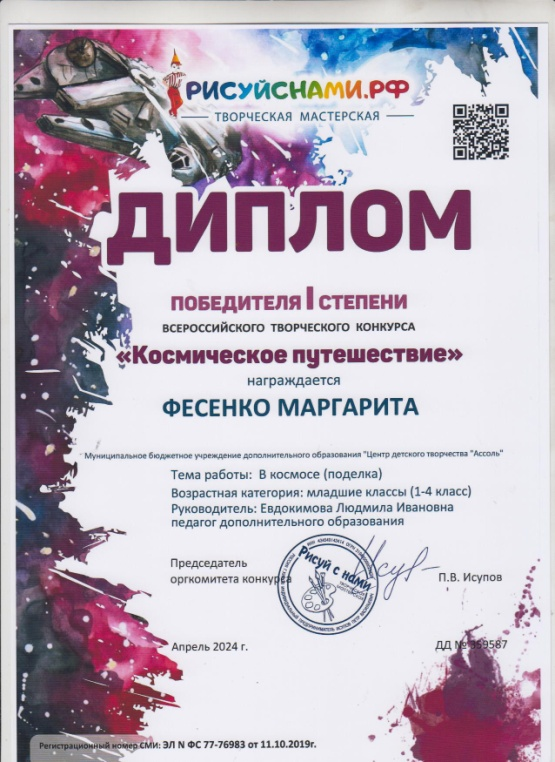 РИСУЙСНАМИ.РФ
ТВОРЧЕСКАЯ МАСТЕРСКАЯ
ДИПЛОМ
ПОБЕДИТЕЛЯ I СТЕПЕНИ
ВСЕРОССИЙСКОГО ТВОРЧЕСКОГО КОНКУРСА
«Космическое путешествие»
награждается
ФЕСЕНКО МАРГАРИТА
Муниципальное бюджетное учреждение дополнительного образования "Центр детского творчества "Ассоль"
Тема работы: В космосе (поделка)
Возрастная категория: младшие классы (1-4 класс)
Руководитель: Евдокимова Людмила Ивановна
педагог дополнительного образования
Председатель
оргкомитета конкурса
Рисуй с нами
П.В. Исупов
Апрель 2024 г.
ДД № 359587
Регистрационный номер СМИ: ЭЛ N ФС 77-76983 от 11.10.2019г.